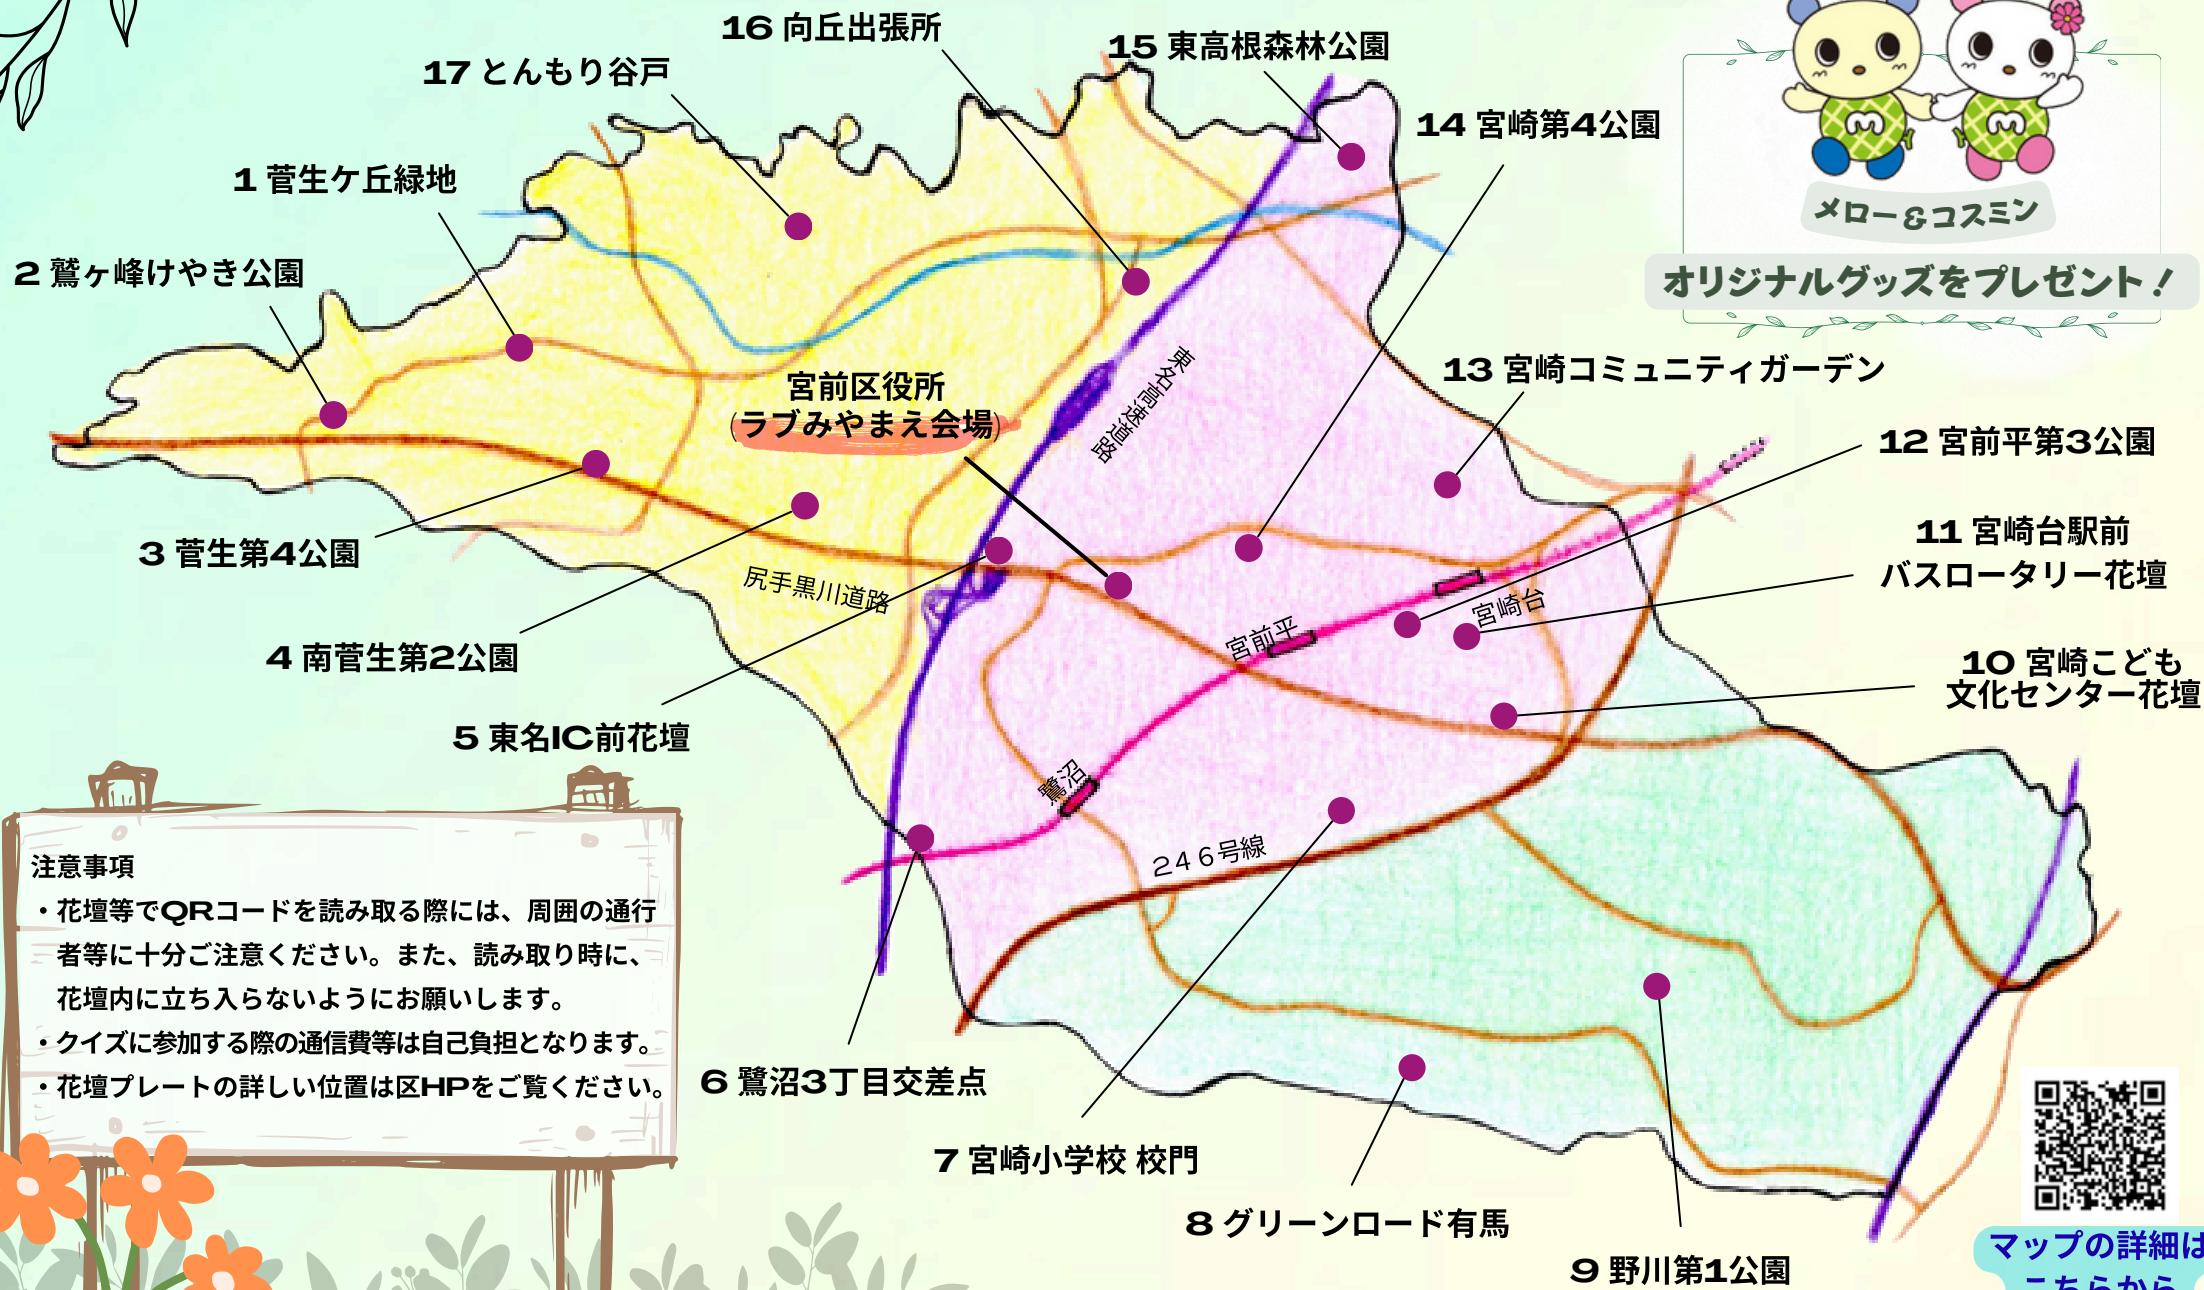 16 向丘出張所
15 東高根森林公園
17 とんもり谷戸
14 宮崎第4公園
1 菅生ケ丘緑地
メロー&コスミン
2 鷲ヶ峰けやき公園
オリジナルグッズをプレゼント！
東名高速道路
13 宮崎コミュニティガーデン
宮前区役所
(ラブみやまえ会場)
12 宮前平第3公園
11 宮崎台駅前
バスロータリー花壇
3 菅生第4公園
尻手黒川道路
宮崎台
宮前平
4 南菅生第2公園
10 宮崎こども
文化センター花壇
5 東名IC前花壇
鷺沼
246号線
注意事項
・花壇等でQRコードを読み取る際には、周囲の通行
者等に十分ご注意ください。また、読み取り時に、
花壇内に立ち入らないようにお願いします。
・クイズに参加する際の通信費等は自己負担となります。
・花壇プレートの詳しい位置は区HPをご覧ください。
6 鷺沼3丁目交差点
7 宮崎小学校 校門
8 グリーンロード有馬
9 野川第1公園
マップの詳細は
こちらから